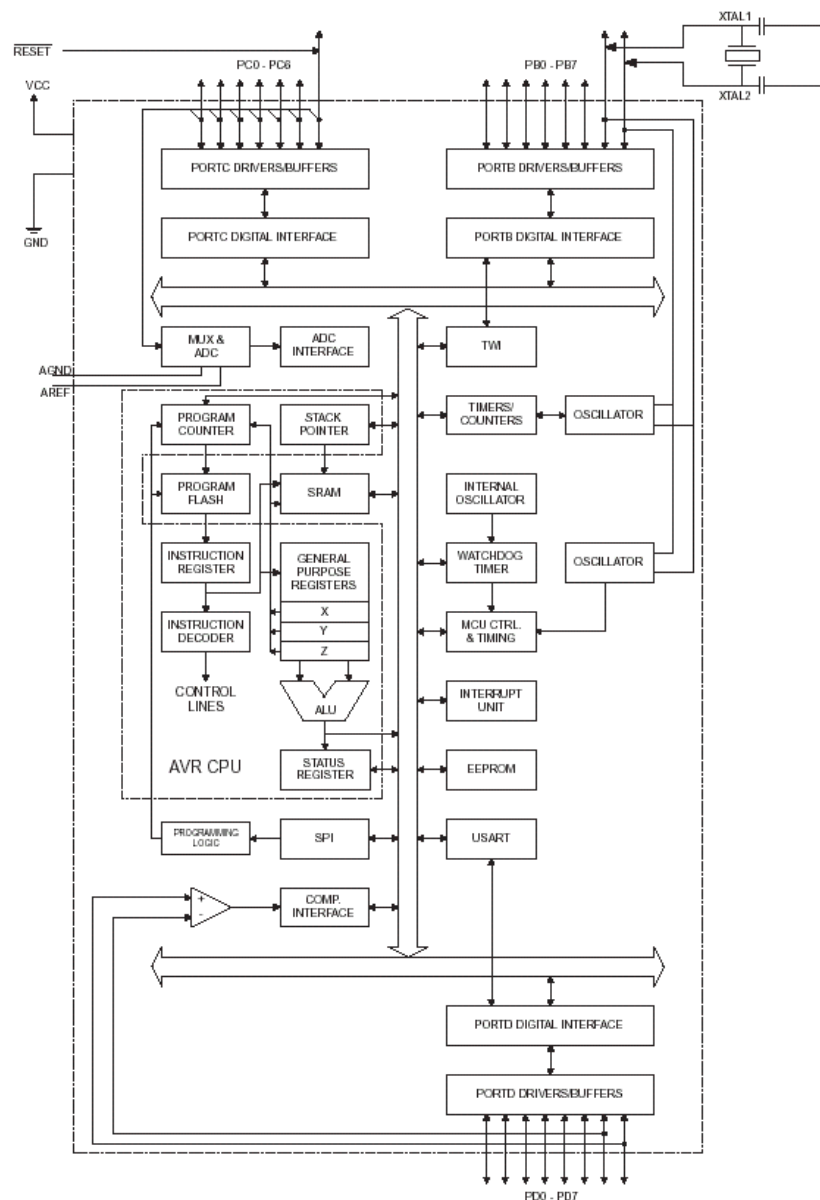 XTAL1
RESET
PC0 - PC6
PB0 - PB7
VCC
XTAL2
PORTC DRIVERS/BUFFERS
PORTB DRIVERS/BUFFERS
GND
PORTC DIGITAL INTERFACE
PORTB DIGITAL INTERFACE
MUX &
ADC
ADC
INTERFACE
TWI
AGND
AREF
PROGRAM
COUNTER
STACK
POINTER
TIMERS/
COUNTERS
OSCILLATOR
PROGRAM
FLASH
SRAM
INTERNAL
OSCILLATOR
INSTRUCTION
REGISTER
GENERAL
PURPOSE
REGISTERS
WATCHDOG
TIMER
OSCILLATOR
X
INSTRUCTION
DECODER
Y
MCU CTRL.
& TIMING
Z
CONTROL
LINES
ALU
INTERRUPT
UNIT
AVR CPU
STATUS
REGISTER
EEPROM
PROGRAMMING
LOGIC
SPI
USART
+
-
COMP.
INTERFACE
PORTD DIGITAL INTERFACE
PORTD DRIVERS/BUFFERS
PD0 - PD7